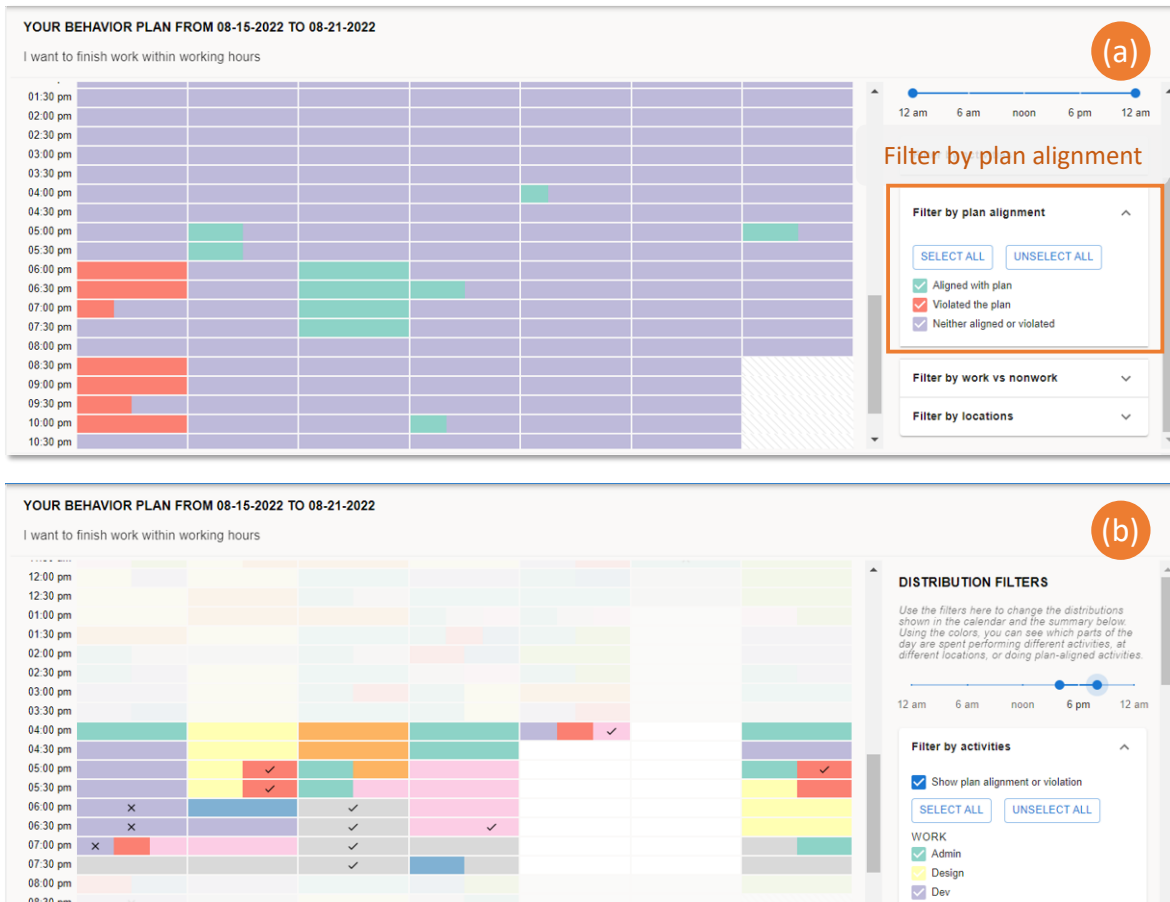 YOUR BEHAVIOR PLAN FROM 08-15-2022 TO 08-21-2022
I want to finish work within working hours
(a)
01:30 pm
02:00 pm
02:30 pm
03:00 pm
03:30 pm
04:00 pm
04:30 pm
05:00 pm
05:30 pm
06:00 pm
06:30 pm
07:00 pm
07:30 pm
08:00 pm
08:30 pm
09:00 pm
09:30 pm
10:00 pm
10:30 pm
12 am 6 am noon 6 pm 12 am
Filter by plan alignment
Filter by plan alignment
SELECT ALL UNSELECT ALL
Aligned with plan
Violated the plan
Neither aligned or violated
Filter by work vs nonwork
Filter by locations
YOUR BEHAVIOR PLAN FROM 08-15-2022 TO 08-21-2022
I want to finish work within working hours
(b)
12:00 pm
12:30 pm
01:00 pm
01:30 pm
02:00 pm
02:30 pm
03:00 pm
03:30 pm
04:00 pm
04:30 pm
05:00 pm
05:30 pm
06:00 pm
06:30 pm
07:00 pm
07:30 pm
08:00 pm
08:30 pm
DISTRIBUTION FILTERS
Use the filters here to change the distributions
shown in the calendar and the summary below.
Using the colors, you can see which parts of the
day are spent performing different activities, at
different locations, or doing plan-aligned activities.
12 am 6 am noon 6 pm 12 am
Filter by activities
Show plan alignment or violation
SELECT ALL UNSELECT ALL
WORK
Admin
Design
Dev